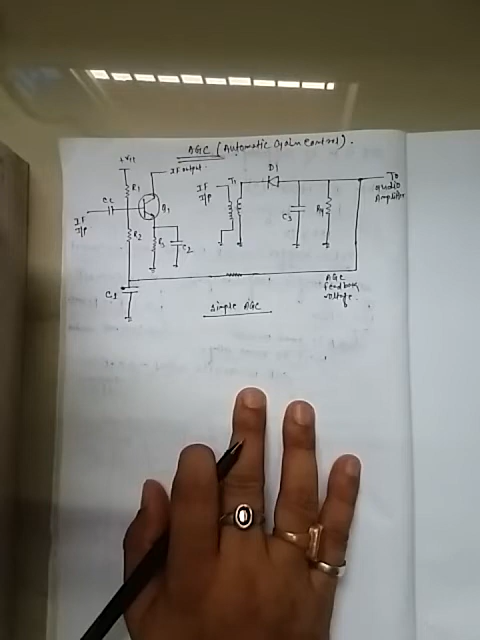 AGC (Automatic Gain Control).
+Vcc
IF output.
R1
Cc
Q1
IF
I/P
R2
R3
C2
C1
IF
I/P
T1
D1
C3
R4
To
audio
Amplifier
AGC
feedback
voltage
Simple AGC